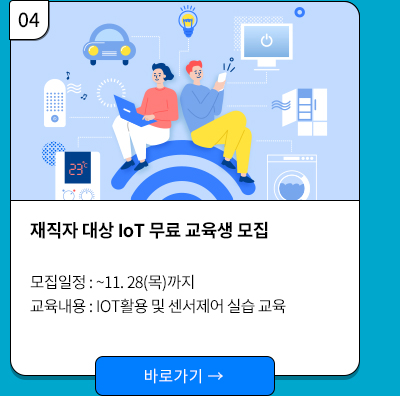 04
23°
재직자 대상 IoT 무료 교육생 모집
모집일정 : ~11. 28(목)까지
교육내용 : IOT활용 및 센서제어 실습 교육
바로가기 →